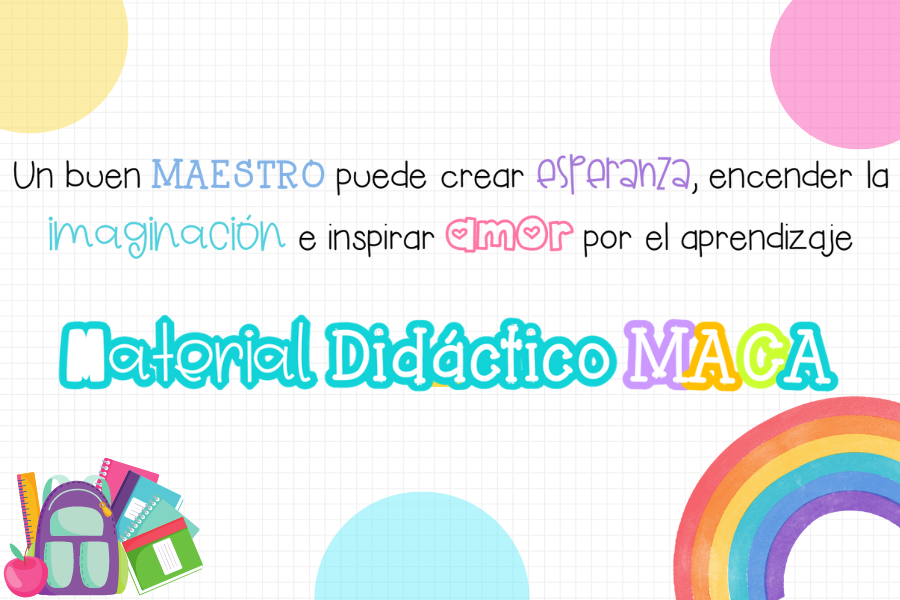 Un buen MAESTRO puede crear esperanza, encender la
imaginación e inspirar amor por el aprendizaje
Material Didáctico MACA